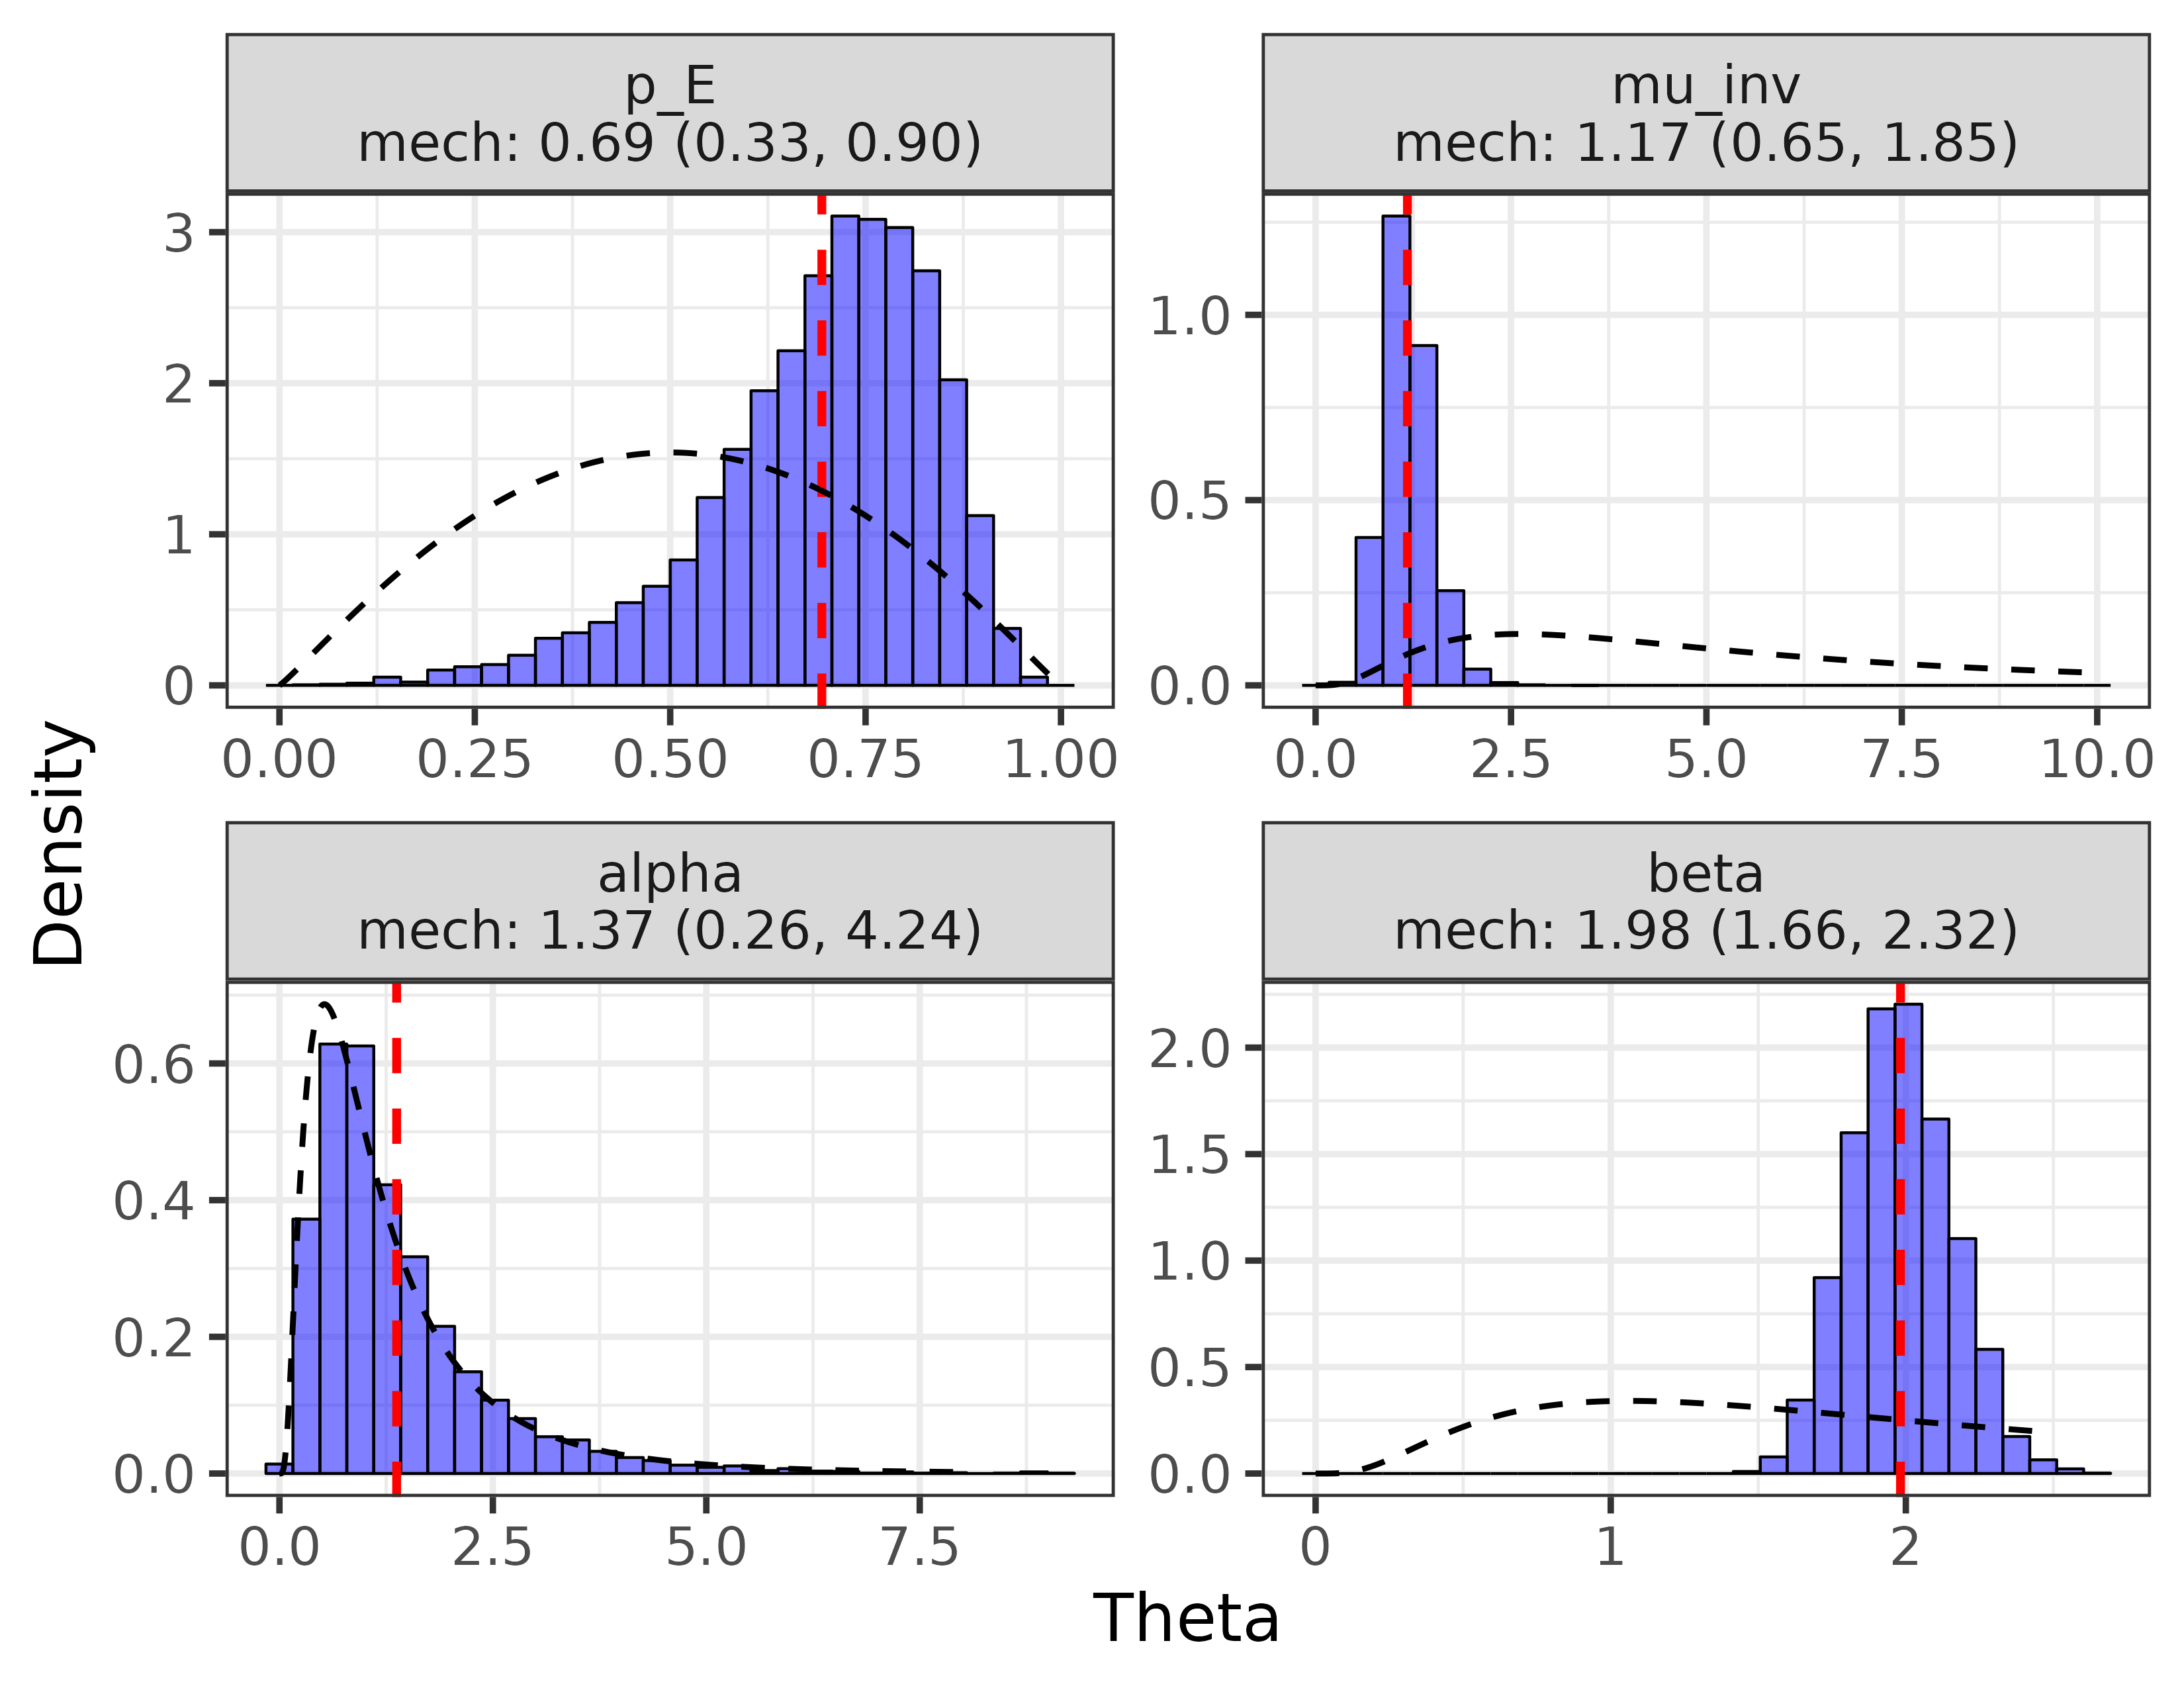 p_E
mech: 0.69 (0.33, 0.90)
mu_inv
mech: 1.17 (0.65, 1.85)
3
2
1
0
0.00 0.25 0.50 0.75 1.00
1.0
0.5
0.0
0.0 2.5 5.0 7.5 10.0
Density
alpha
mech: 1.37 (0.26, 4.24)
beta
mech: 1.98 (1.66, 2.32)
0.6
0.4
0.2
0.0
0.0 2.5 5.0 7.5
2.0
1.5
1.0
0.5
0.0
0 1 2
Theta